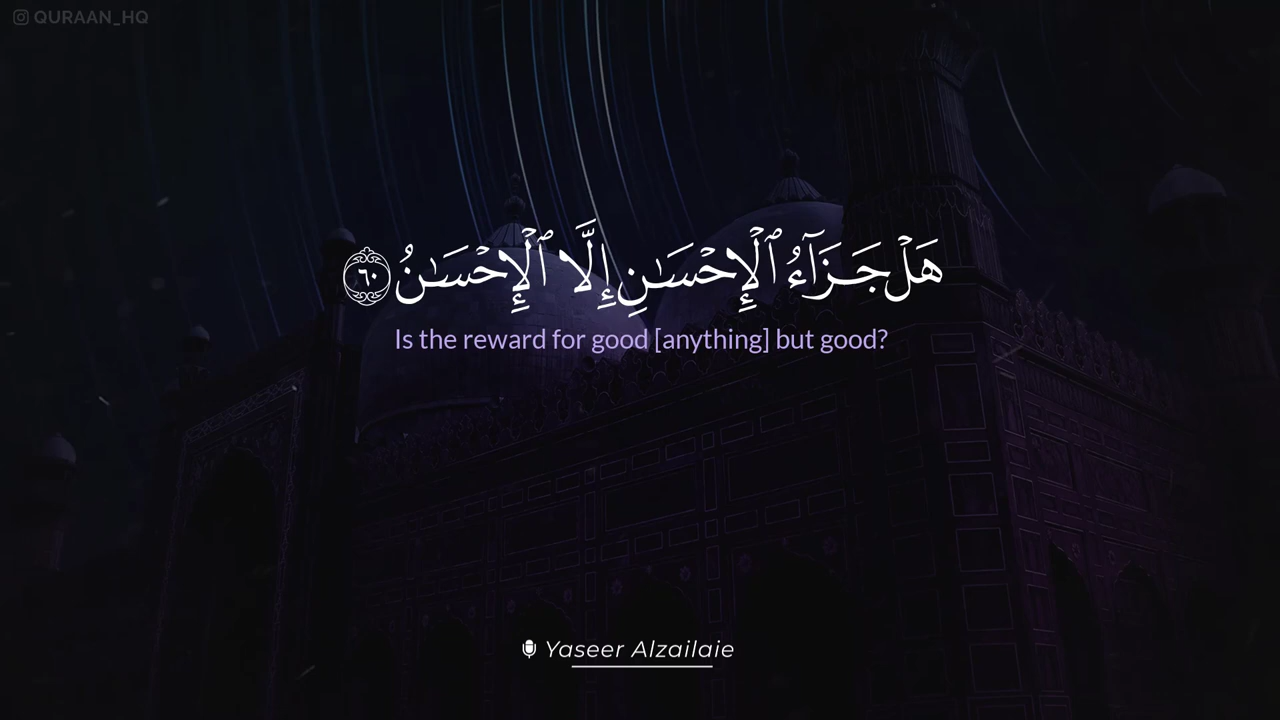 QURAAN_HQ
هَلْ جَزَآءُ ٱلْإِحْسَـٰنِ إِلَّا ٱلْإِحْسَـٰنُ ٦٠
Is the reward for good [anything] but good?
Yaseer Alzailaie